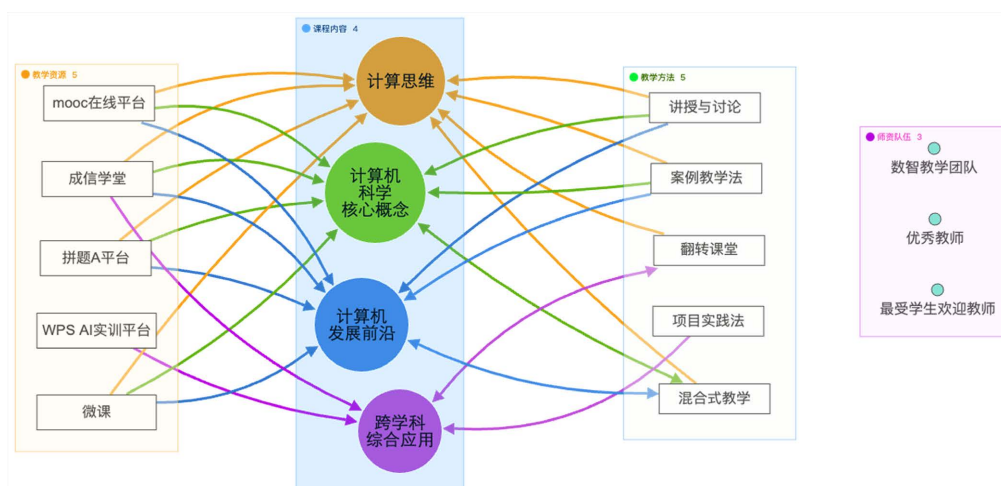 课程内容 4
教学资源 5
mooc在线平台
成信学堂
拼题A平台
WPS AI实训平台
微课
计算思维
计算机
科学
核心概念
计算机
发展前沿
跨学科
综合应用
教学方法 5
讲授与讨论
案例教学法
翻转课堂
项目实践法
混合式教学
师资队伍 3
数智教学团队
优秀教师
最受学生欢迎教师